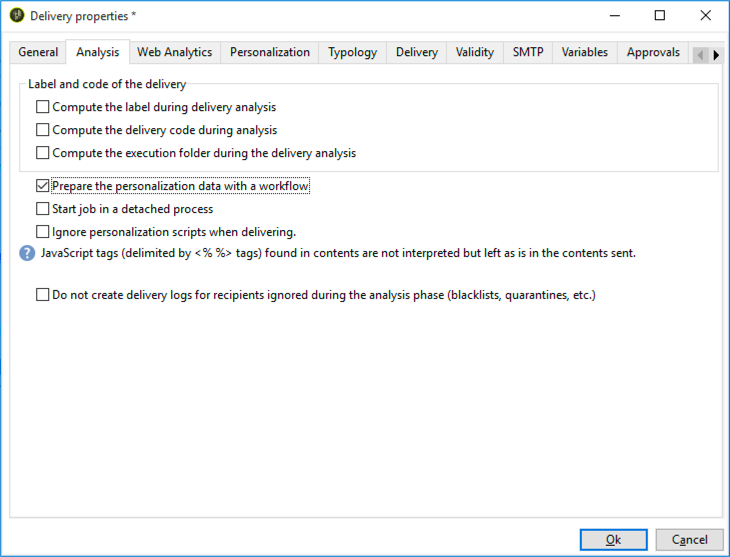 Delivery properties *
General Analysis Web Analytics Personalization Typology Delivery Validity SMTP Variables Approvals
Label and code of the delivery
Compute the label during delivery analysis
Compute the delivery code during analysis
Compute the execution folder during the delivery analysis
Prepare the personalization data with a workflow
Start job in a detached process
Ignore personalization scripts when delivering.
? JavaScript tags (delimited by <% %> tags) found in contents are not interpreted but left as is in the contents sent.
Do not create delivery logs for recipients ignored during the analysis phase (blacklists, quarantines, etc.)
Ok Cancel